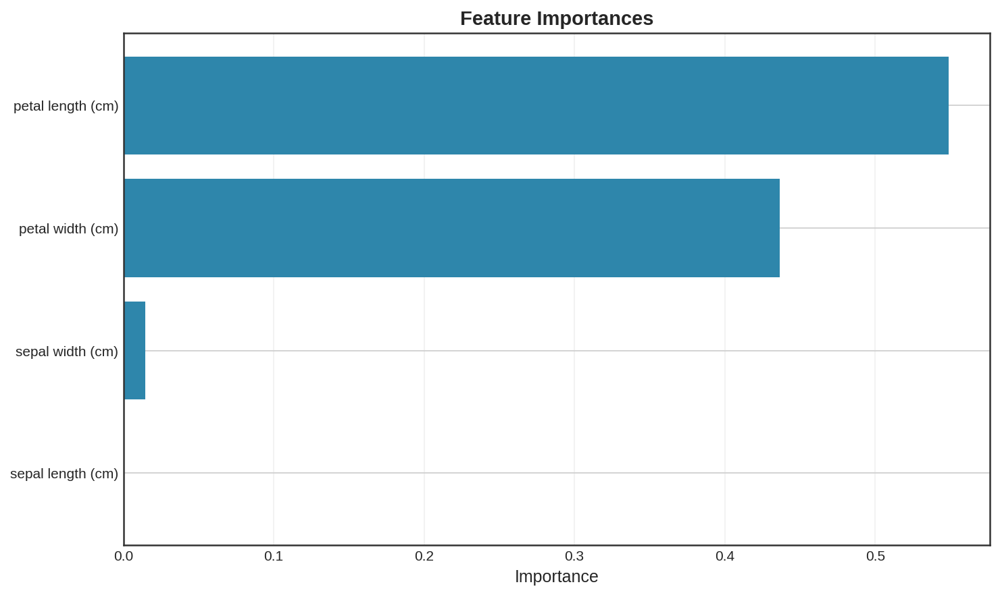 Feature Importances
petal length (cm)
petal width (cm)
sepal width (cm)
sepal length (cm)
0.0 0.1 0.2 0.3 0.4 0.5
Importance